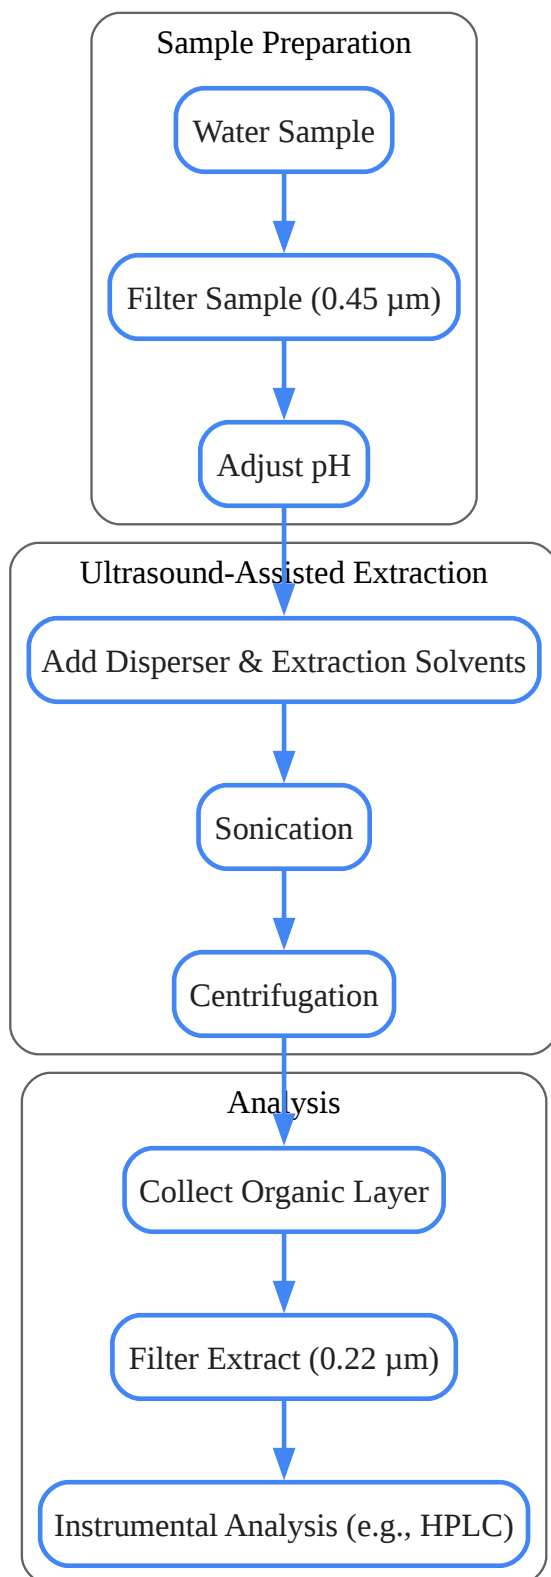 Sample Preparation
Water Sample
Filter Sample (0.45 µm)
Adjust pH
Ultrasound-Assisted Extraction
Add Disperser & Extraction Solvents
Sonication
Centrifugation
Analysis
Collect Organic Layer
Filter Extract (0.22 µm)
Instrumental Analysis (e.g., HPLC)